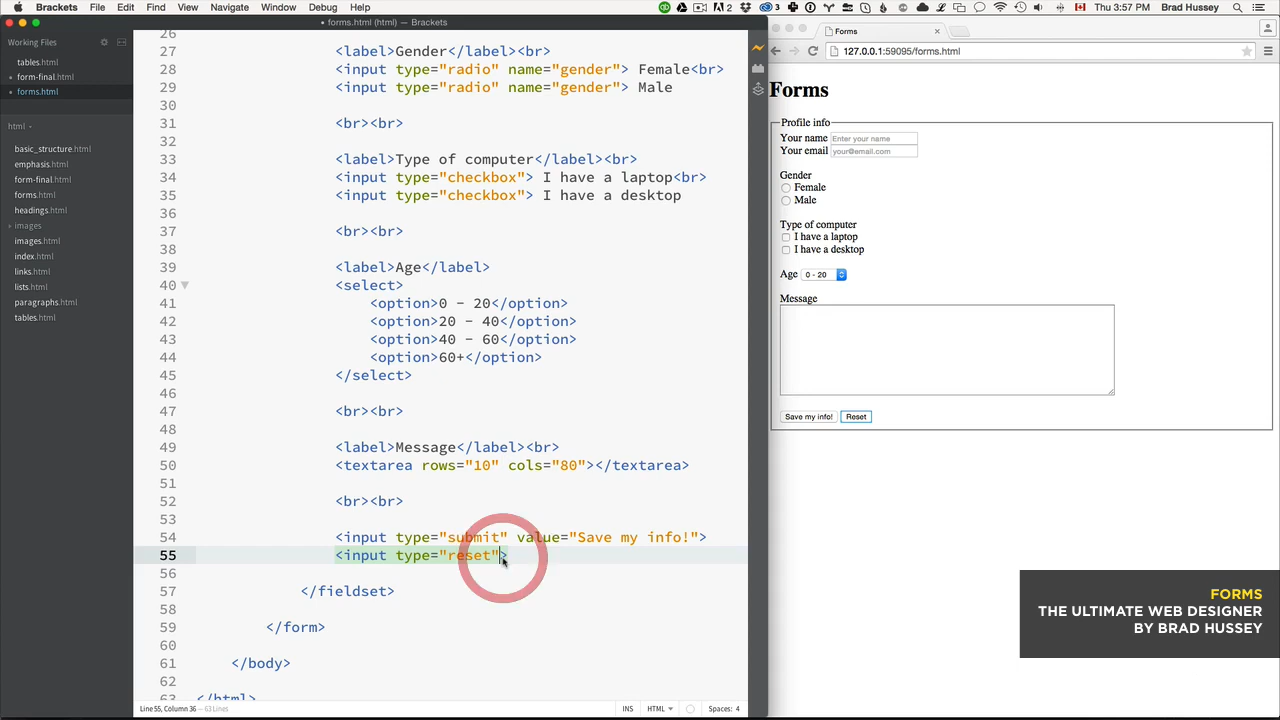 Brackets File Edit Find View Navigate Window Debug Help
2
3
Thu 3:57 PM Brad Hussey
• forms.html (html) — Brackets
Working Files
tables.html
• form-final.html
• forms.html
html
basic_structure.html
emphasis.html
form-final.html
forms.html
headings.html
images
images.html
index.html
links.html
lists.html
paragraphs.html
tables.html
26
27 <label>Gender</label><br>
28 <input type="radio" name="gender"> Female<br>
29 <input type="radio" name="gender"> Male
30
31 <br><br>
32
33 <label>Type of computer</label><br>
34 <input type="checkbox"> I have a laptop<br>
35 <input type="checkbox"> I have a desktop
36
37 <br><br>
38
39 <label>Age</label>
40 <select>
41 <option>0 - 20</option>
42 <option>20 - 40</option>
43 <option>40 - 60</option>
44 <option>60+</option>
45 </select>
46
47 <br><br>
48
49 <label>Message</label><br>
50 <textarea rows="10" cols="80"></textarea>
51
52 <br><br>
53
54 <input type="submit" value="Save my info!">
55 <input type="reset">
56
57 </fieldset>
58
59 </form>
60
61 </body>
62
63 </html>
Line 55, Column 36 — 63 Lines
INS HTML Spaces: 4
Forms
127.0.0.1:59095/forms.html
Forms
Profile info
Your name Enter your name
Your email your@email.com
Gender
Female
Male
Type of computer
I have a laptop
I have a desktop
Age 0 - 20
Message
Save my info! Reset
FORMS
THE ULTIMATE WEB DESIGNER
BY BRAD HUSSEY